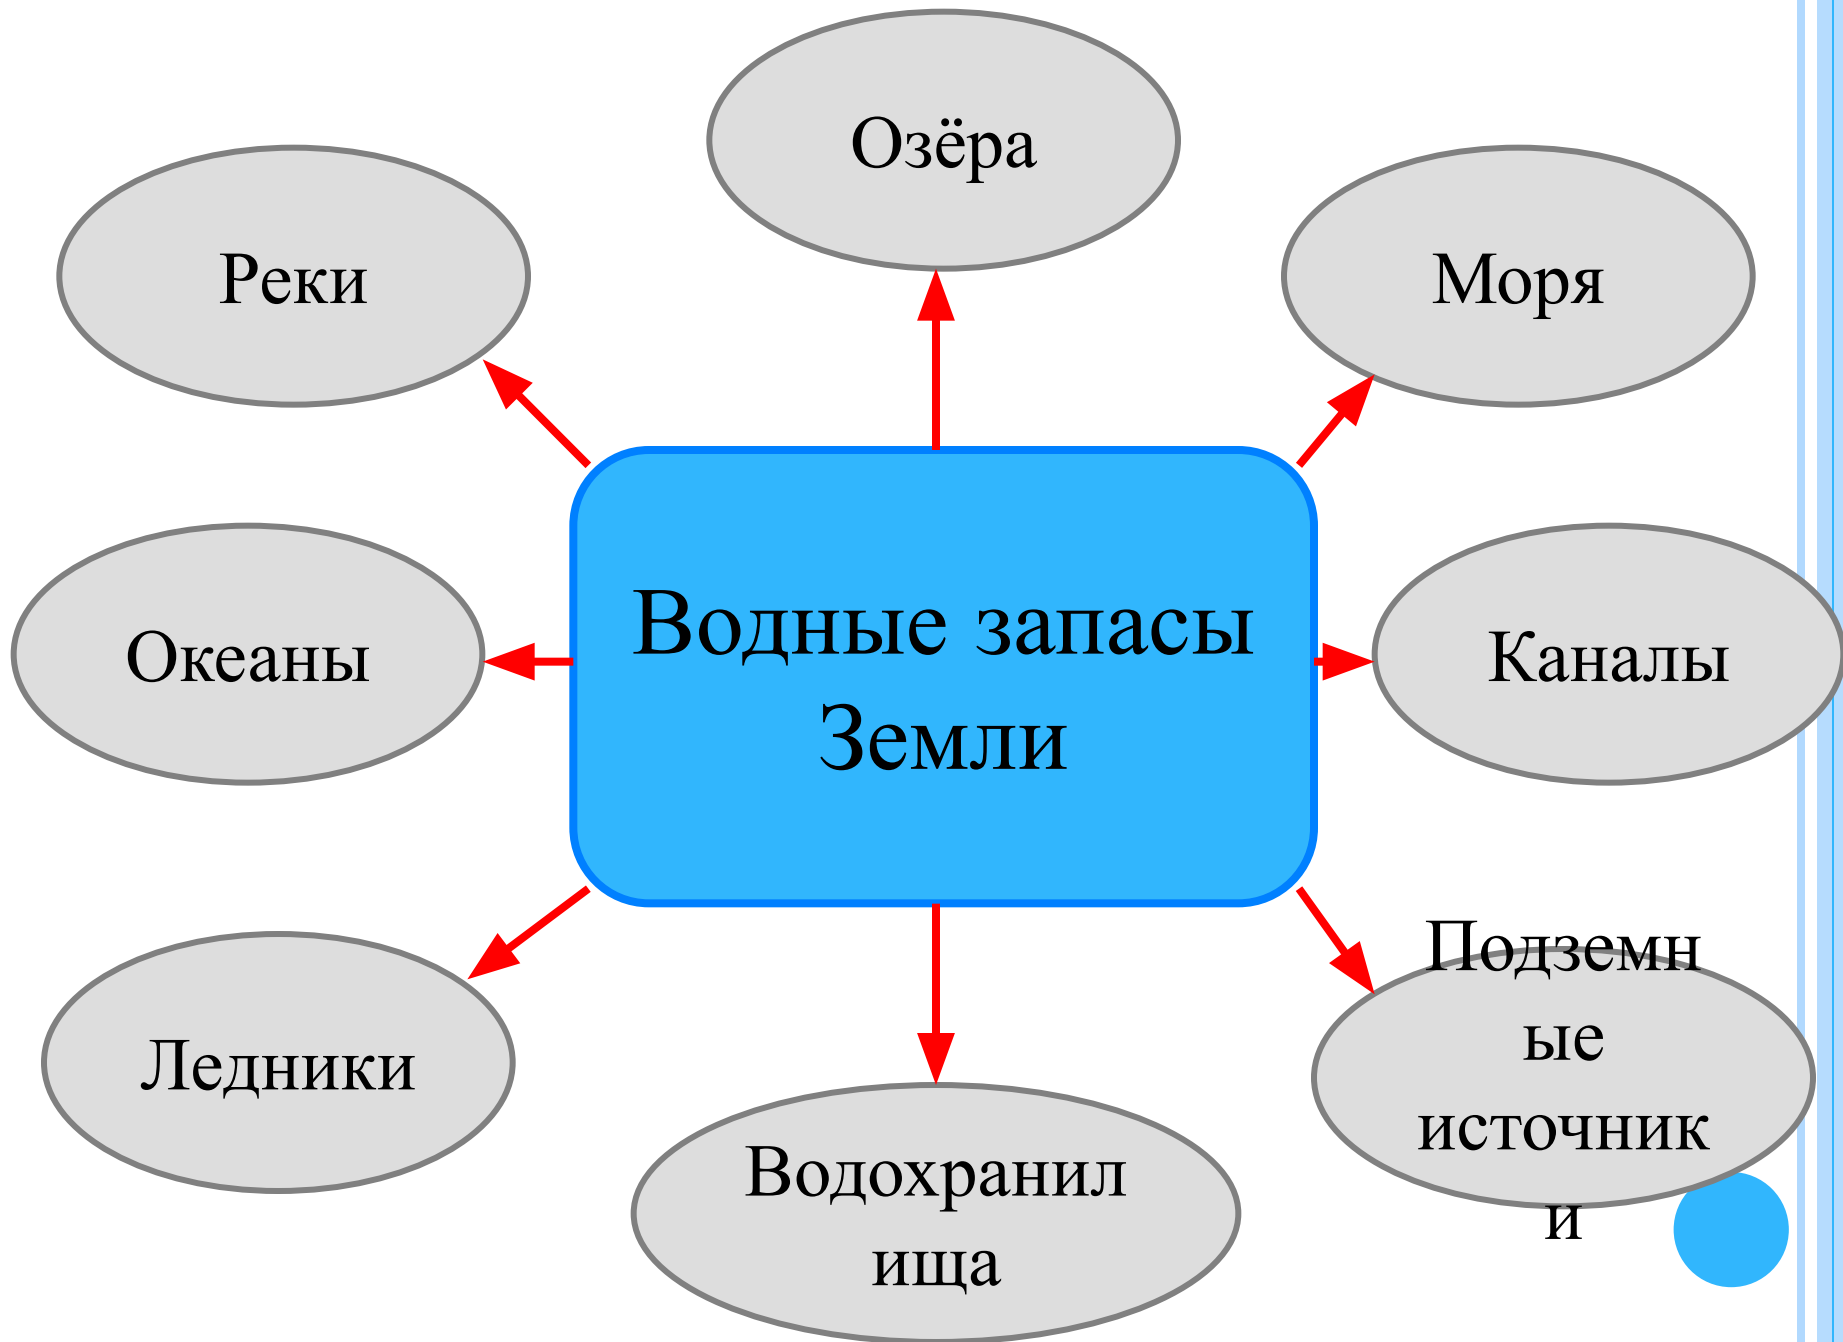 Озёра
Реки
Моря
Водные запасы
Земли
Океаны
Каналы
Ледники
Подземн
ые
источник
и
Водохранил
ища